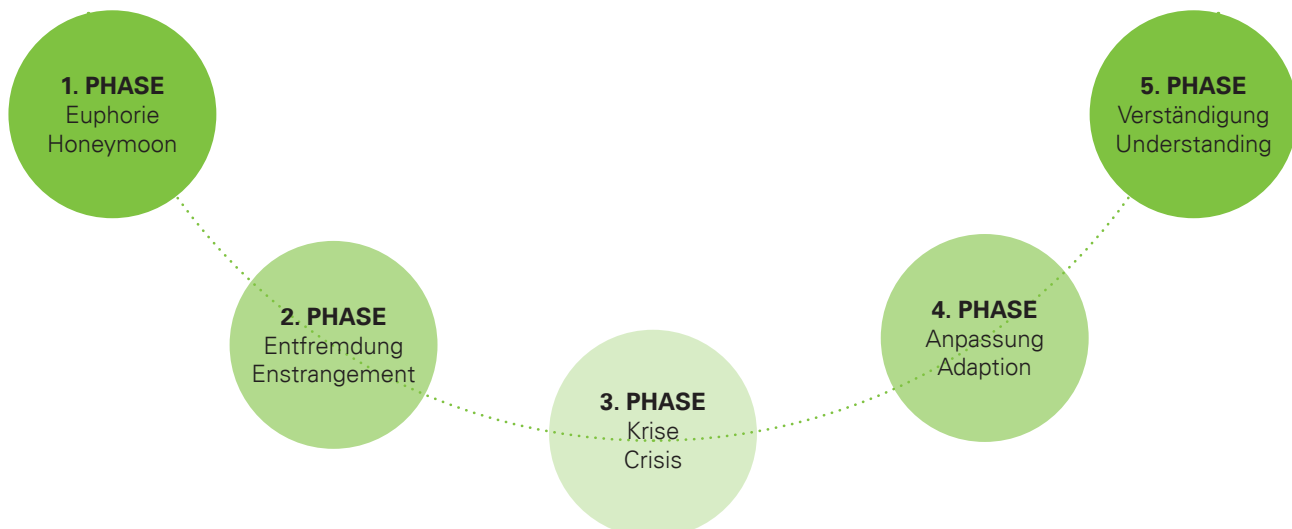 1. PHASE
Euphorie
Honeymoon
2. PHASE
Entfremdung
Enstrangement
3. PHASE
Krise
Crisis
4. PHASE
Anpassung
Adaption
5. PHASE
Verständigung
Understanding